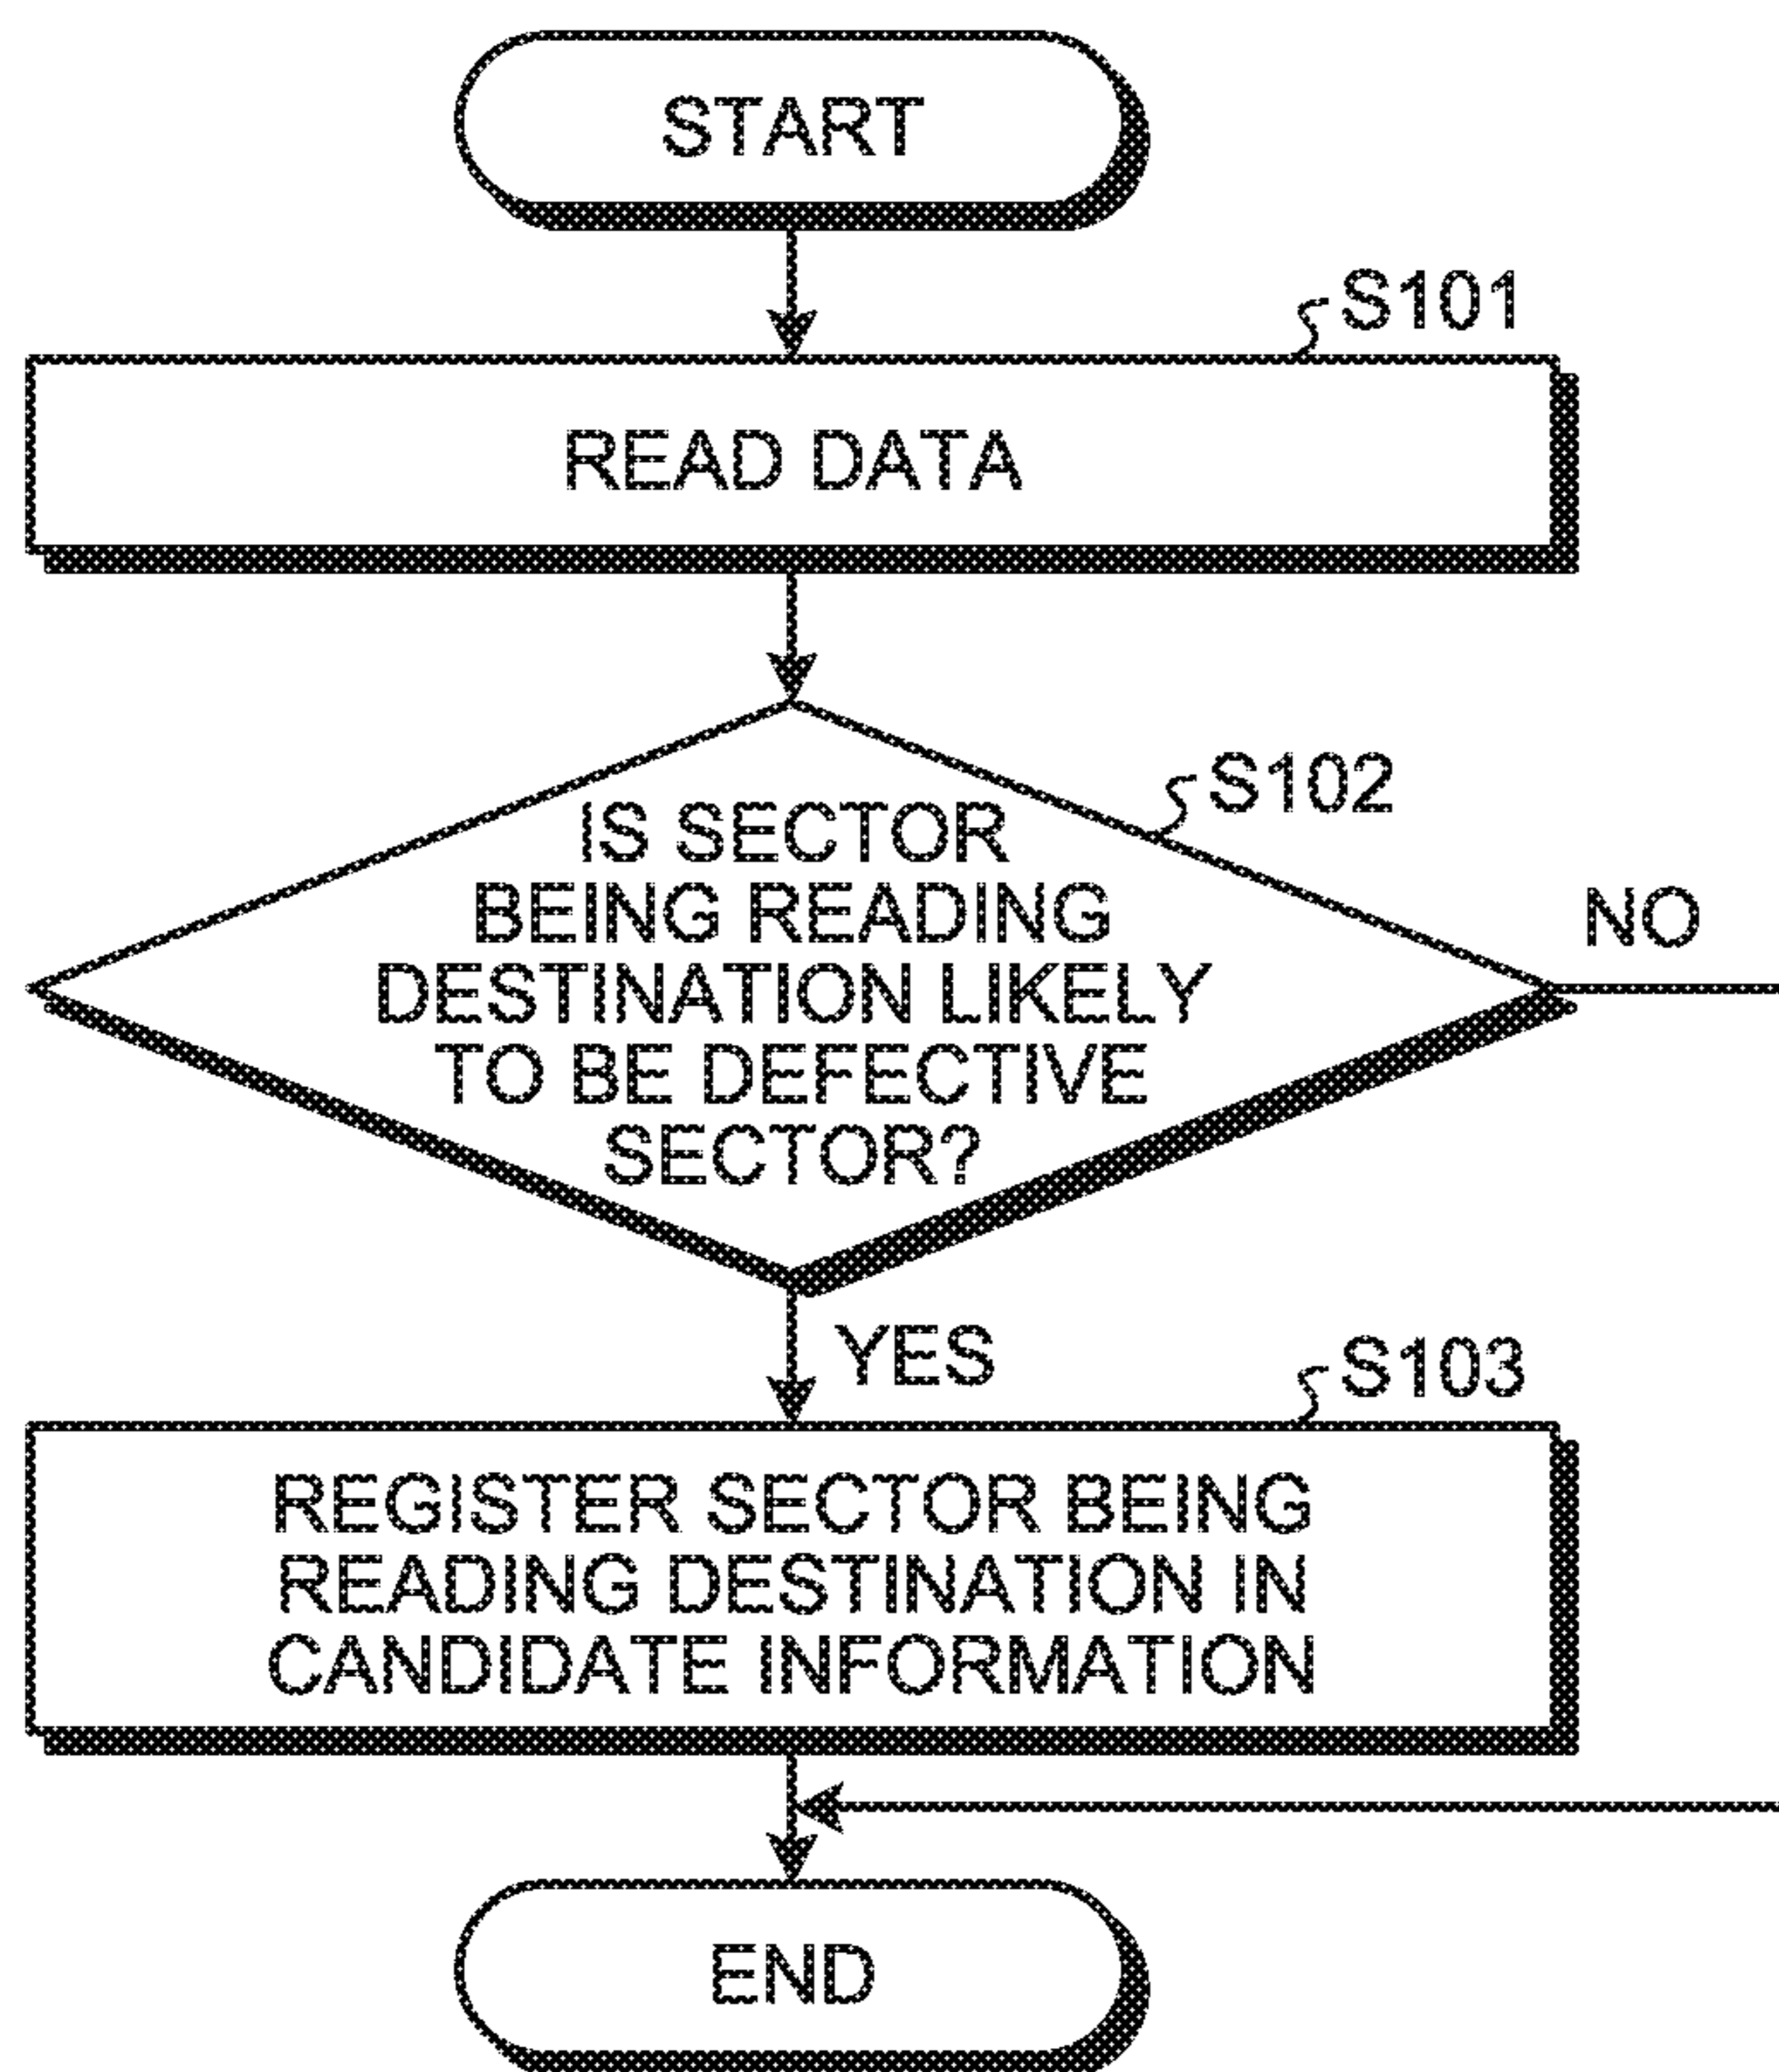 START
S101
READ DATA
S102
IS SECTOR
BEING READING
DESTINATION LIKELY
TO BE DEFECTIVE
SECTOR?
NO
YES
S103
REGISTER SECTOR BEING
READING DESTINATION IN
CANDIDATE INFORMATION
END